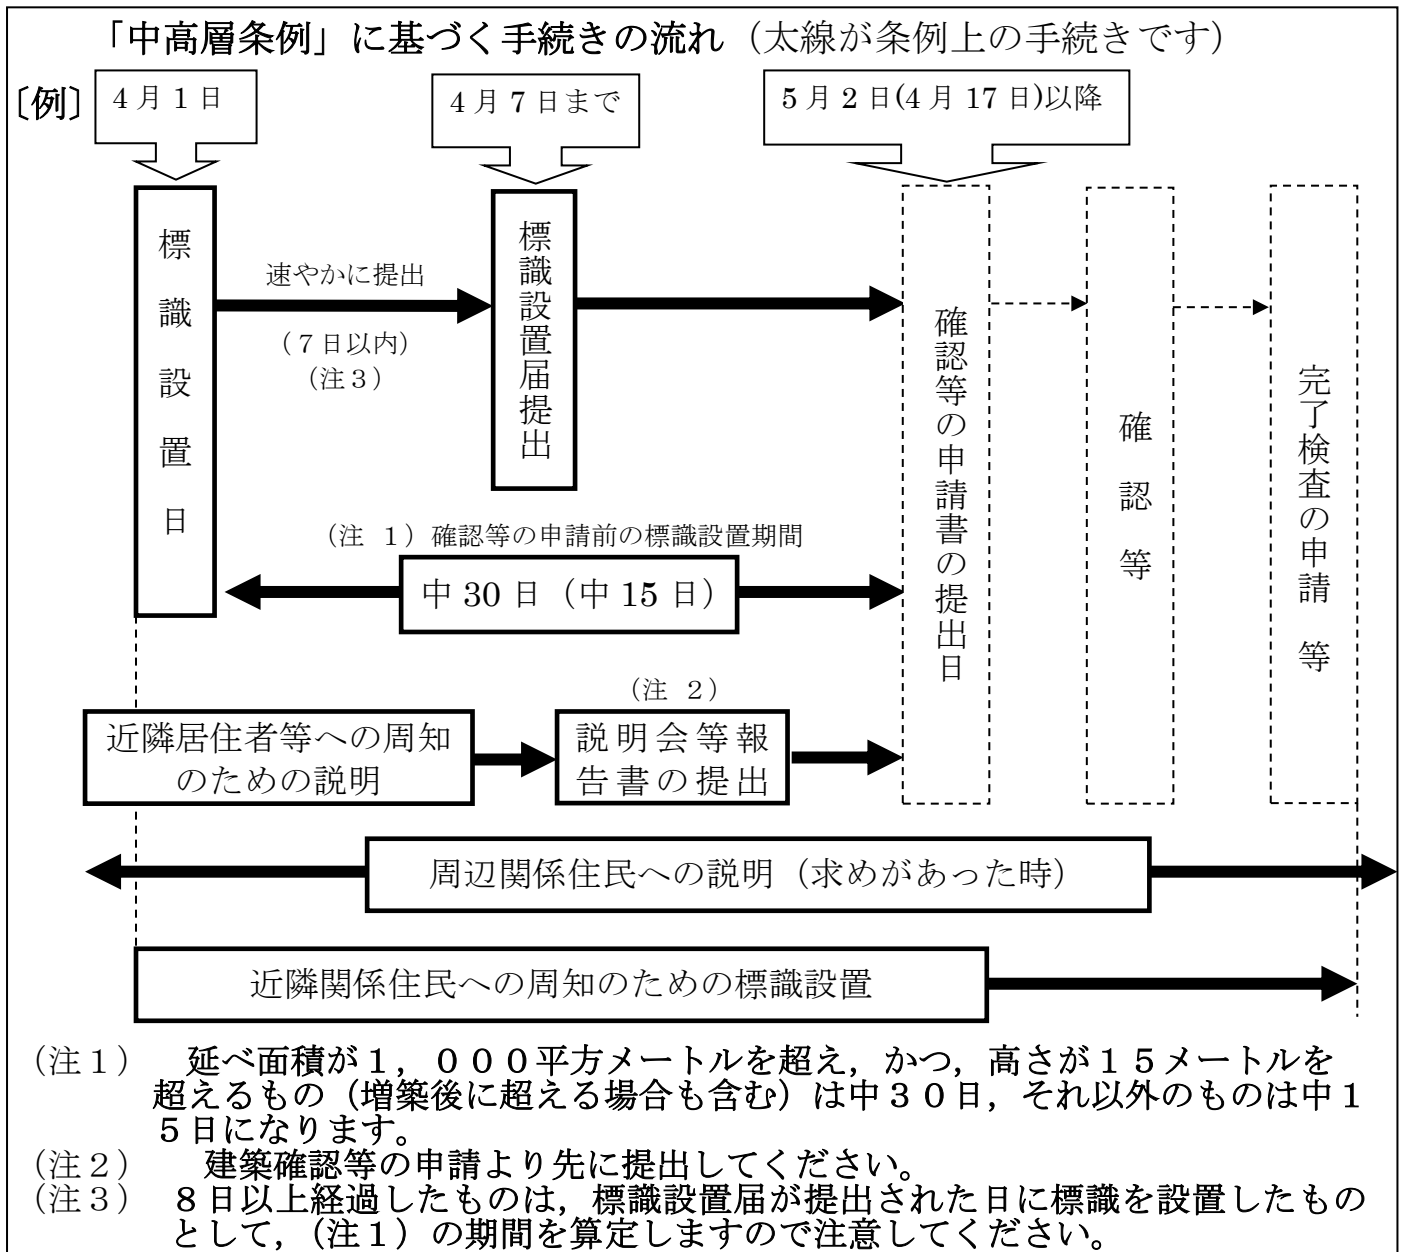 「中高層条例」に基づく手続きの流れ（太線が条例上の手続きです）
〔例〕
4月1日
4月7日まで
5月2日(4月17日)以降
標識設置日
速やかに提出
（７日以内）
（注３）
標識設置届提出
確認等の申請書の提出日
確認等
完了検査の申請等
（注 1）確認等の申請前の標識設置期間
中 30 日（中 15 日）
（注 2）
近隣居住者等への周知
のための説明
説明会等報
告書の提出
周辺関係住民への説明（求めがあった時）
近隣関係住民への周知のための標識設置
（注１） 延べ面積が１，０００平方メートルを超え，かつ，高さが１５メートルを
超えるもの（増築後に超える場合も含む）は中３０日，それ以外のものは中１
５日になります。
（注２） 建築確認等の申請より先に提出してください。
（注３） ８日以上経過したものは，標識設置届が提出された日に標識を設置したもの
として，（注１）の期間を算定しますので注意してください。